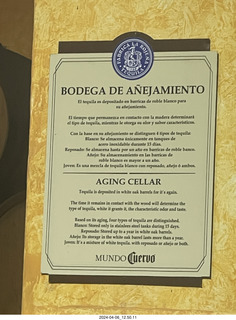 FABRICA LA ROJEÑA
TEQUILA
BODEGA DE AÑEJAMIENTO
El tequila es depositado en barricas de roble blanco para
su añejamiento.
El tiempo que permanezca en contacto con la madera determinará
el tipo de tequila, mientras le otorga su olor y sabor característicos.
Con la base en su añejamiento se distinguen 4 tipos de tequila:
Blanco: Se almacena únicamente en tanques de
acero inoxidable durante 15 días.
Reposado: Se almacena hasta por un año en barricas de roble blanco.
Añejo: Su almacenamiento en las barricas de
roble blanco es mayor a un año.
Joven: Es una mezcla de tequila blanco con reposado, añejo ó ambos.
AGING CELLAR
Tequila is deposited in white oak barrels for it's ageing.
The time it remains in contact with the wood will determine the
type of tequila, while it grants it, the characteristic odor and taste.
Based on its aging, four types of tequila are distinguished.
Blanco: Stored only in stainless steel tanks during 15 days.
Reposado: Stored up to a year in white oak barrels.
Añejo: Its storage in the white oak barrel lasts more than a year.
Joven: It's a mixture of white tequila, with reposado or añejo or both.
MUNDO Cuervo
2024-04-06_12.50.11